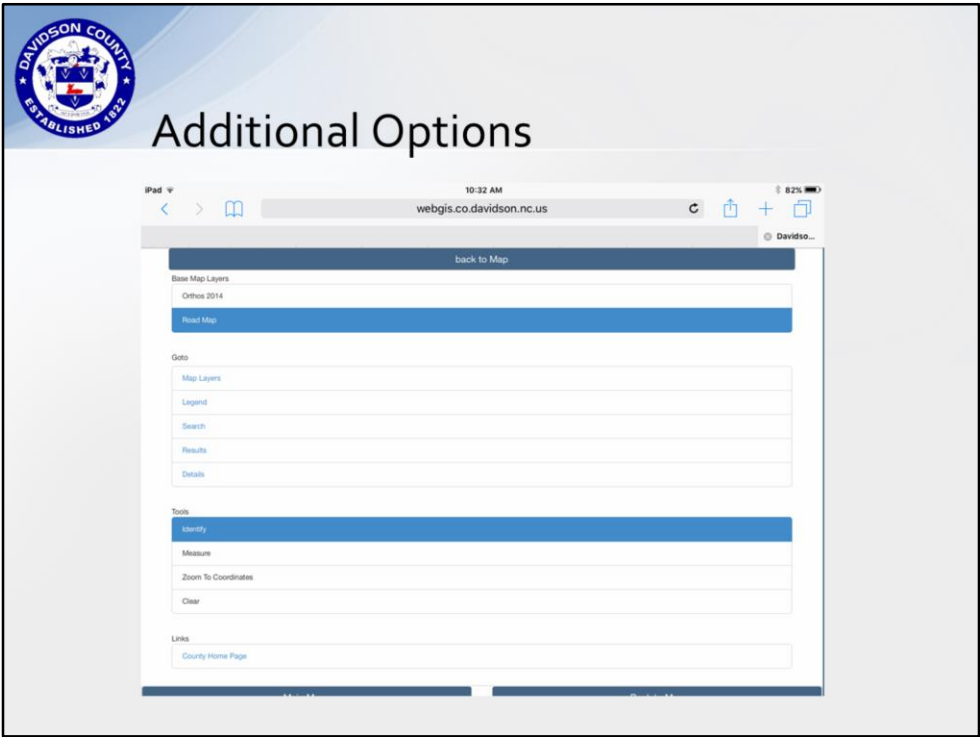 DAVIDSON COUNTY
ESTABLISHED 1822
Additional Options
iPad
10:32 AM
82%
webgis.co.davidson.nc.us
Davidso...
back to Map
Base Map Layers
Orthos 2014
Road Map
Goto
Map Layers
Legend
Search
Results
Details
Tools
Identify
Measure
Zoom To Coordinates
Clear
Links
County Home Page